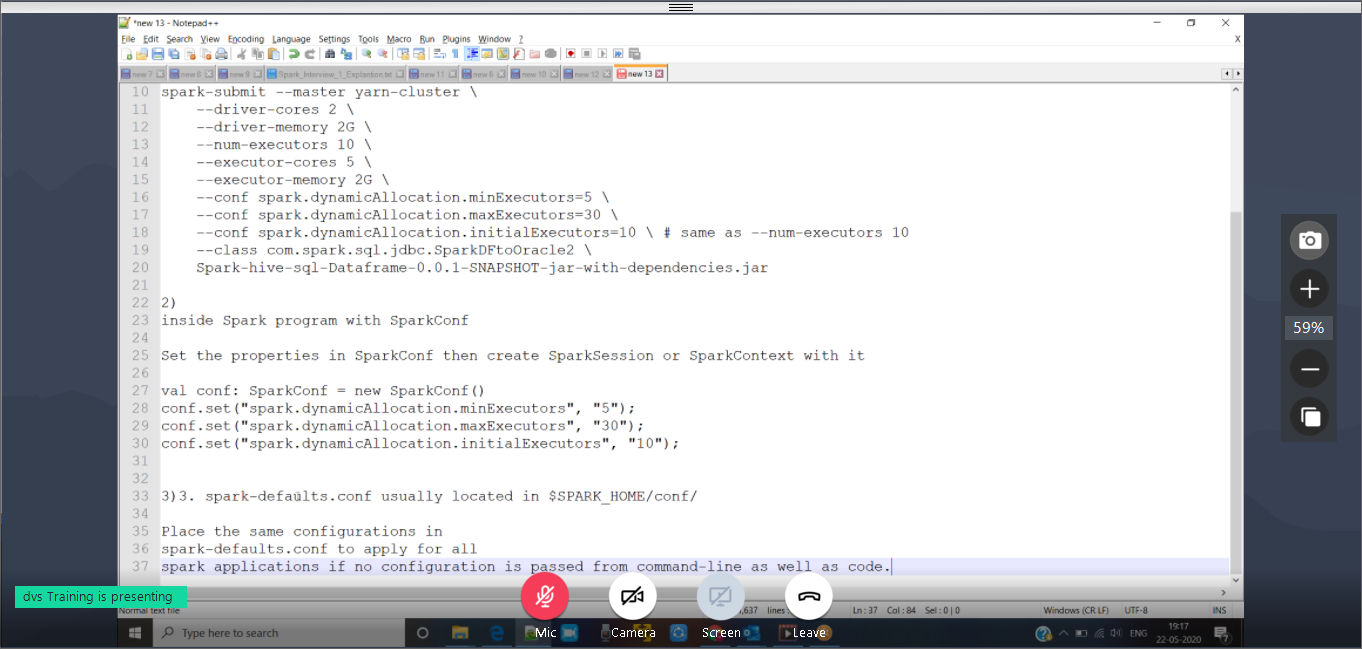 *new 13 - Notepad++
File Edit Search View Encoding Language Settings Tools Macro Run Plugins Window ?
X
new 7 new 8 new 9 Spark_Interview_1_Explantion.txt new 11 new 6 new 10 new 12 new 13
10 spark-submit --master yarn-cluster \
11 --driver-cores 2 \
12 --driver-memory 2G \
13 --num-executors 10 \
14 --executor-cores 5 \
15 --executor-memory 2G \
16 --conf spark.dynamicAllocation.minExecutors=5 \
17 --conf spark.dynamicAllocation.maxExecutors=30 \
18 --conf spark.dynamicAllocation.initialExecutors=10 \ # same as --num-executors 10
19 --class com.spark.sql.jdbc.SparkDFtoOracle2 \
20 Spark-hive-sql-Dataframe-0.0.1-SNAPSHOT-jar-with-dependencies.jar
21
22 2)
23 inside Spark program with SparkConf
24
25 Set the properties in SparkConf then create SparkSession or SparkContext with it
26
27 val conf: SparkConf = new SparkConf()
28 conf.set("spark.dynamicAllocation.minExecutors", "5");
29 conf.set("spark.dynamicAllocation.maxExecutors", "30");
30 conf.set("spark.dynamicAllocation.initialExecutors", "10");
31
32
33 3)3. spark-defaults.conf usually located in $SPARK_HOME/conf/
34
35 Place the same configurations in
36 spark-defaults.conf to apply for all
37 spark applications if no configuration is passed from command-line as well as code.
59%
dvs Training is presenting
Normal text file ,637 lines Ln : 37 Col : 84 Sel : 0 | 0 Windows (CR LF) UTF-8 INS
Type here to search
Mic Camera Screen Leave
ENG 19:17
22-05-2020
7